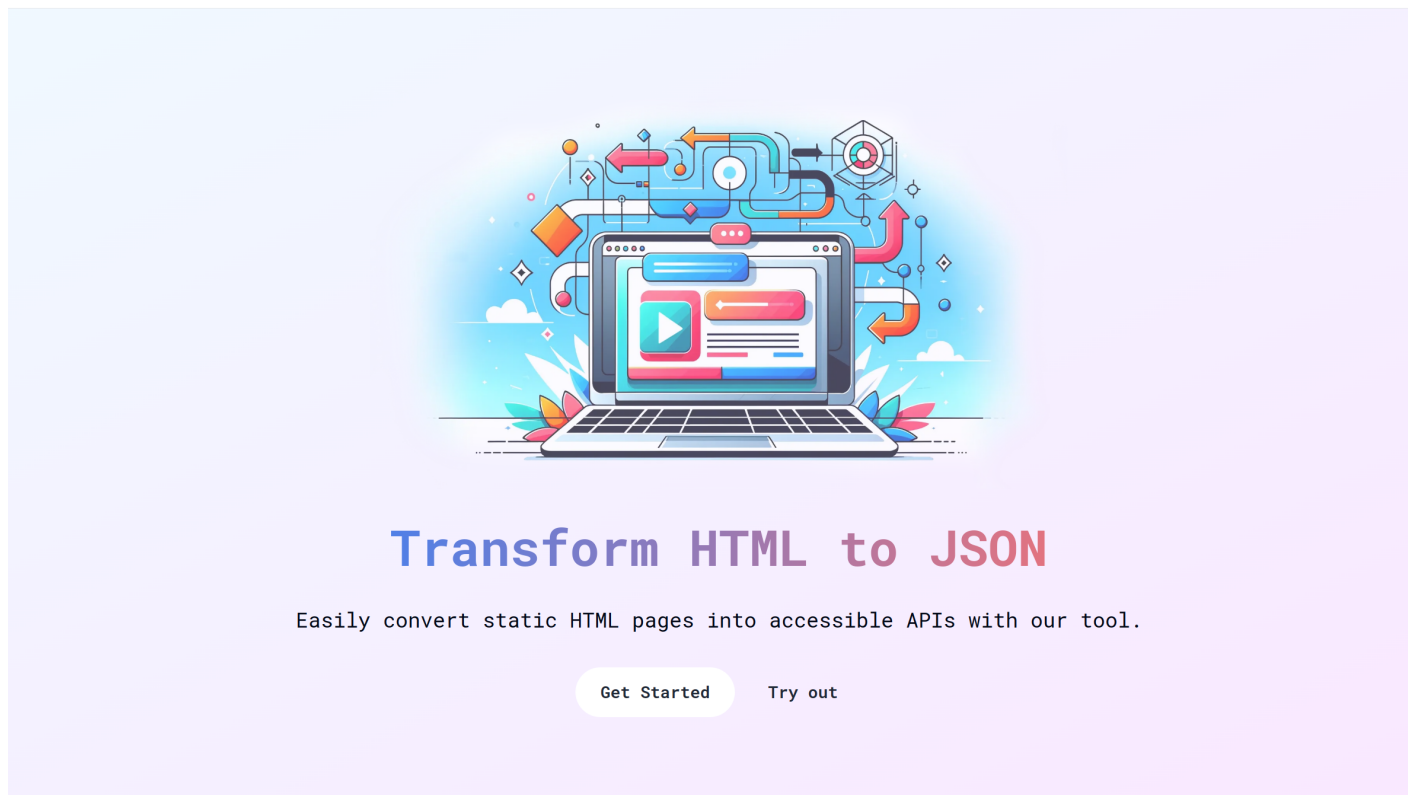 Transform HTML to JSON
Easily convert static HTML pages into accessible APIs with our tool.
Get Started
Try out